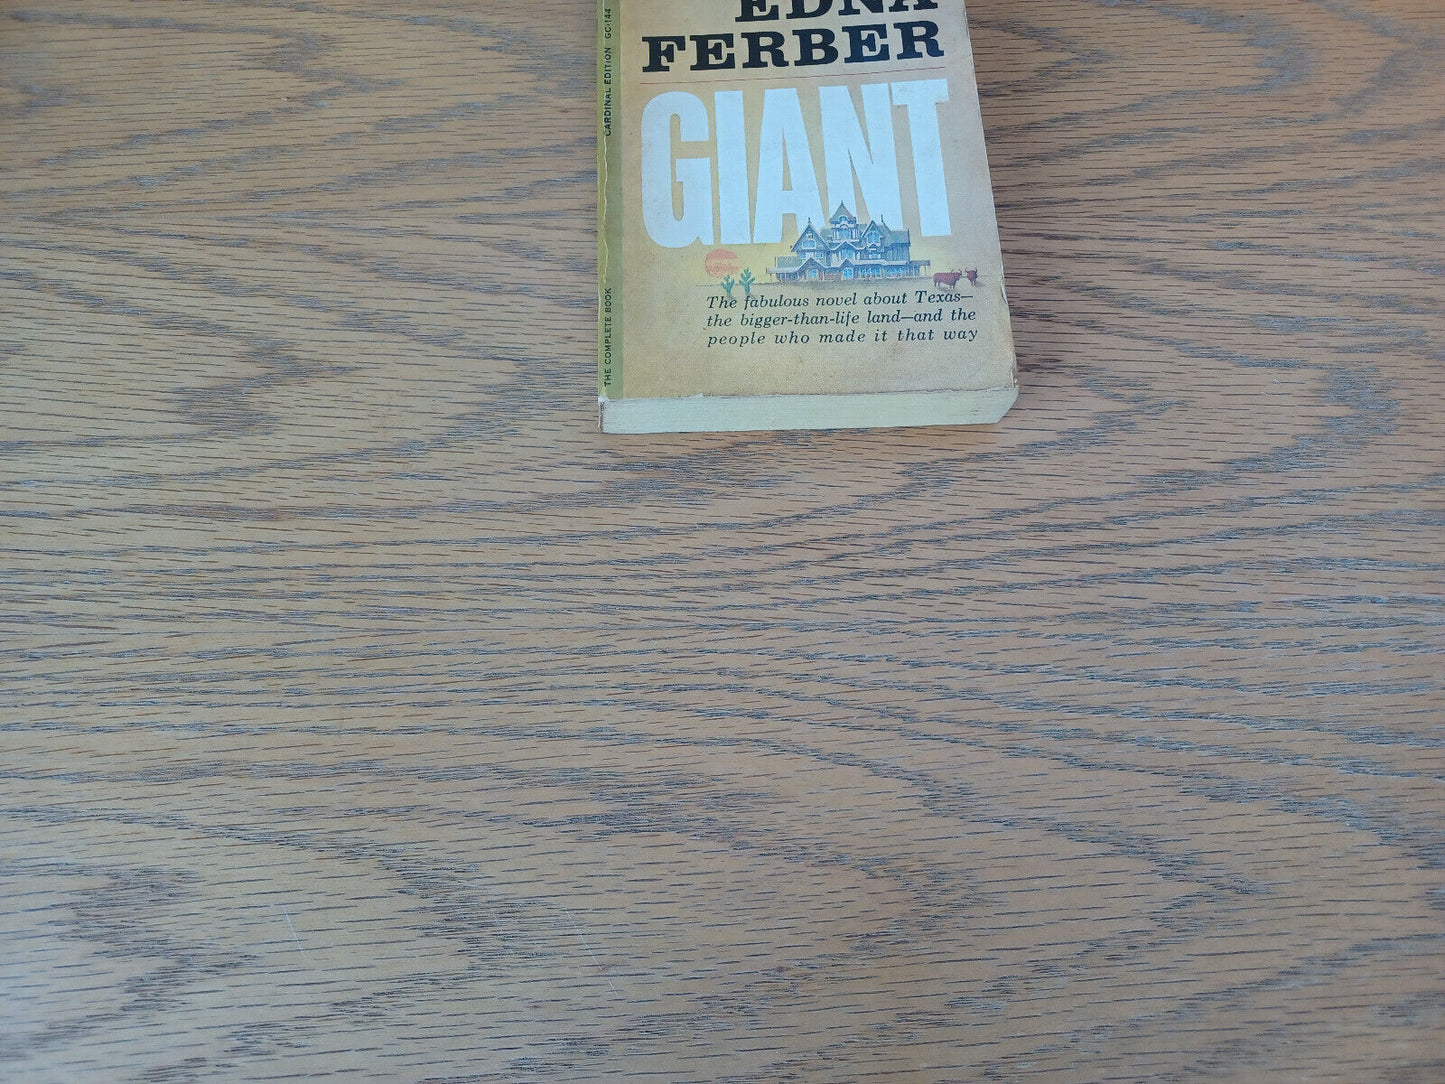 EDNA
FERBER
GIANT
The fabulous novel about Texas—
the bigger-than-life land—and the
people who made it that way
THE COMPLETE BOOK
CARDINAL EDITION GC-144